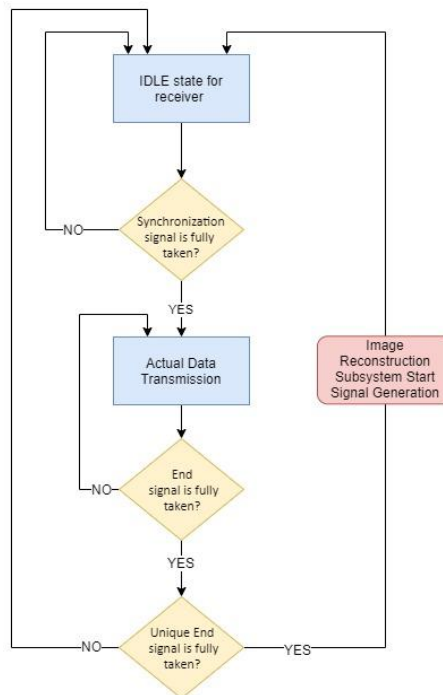 IDLE state for
receiver
Synchronization
signal is fully
taken?
NO
YES
Actual Data
Transmission
Image
Reconstruction
Subsystem Start
Signal Generation
End
signal is fully
taken?
NO
YES
Unique End
signal is fully
taken?
NO
YES